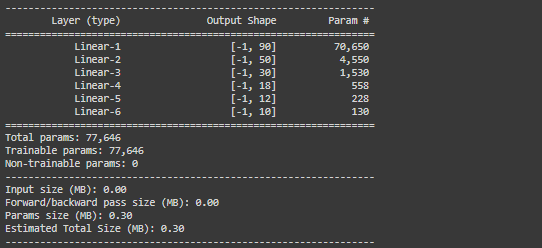 ----------------------------------------------------------------
Layer (type) Output Shape Param #
================================================================
Linear-1 [-1, 90] 70,650
Linear-2 [-1, 50] 4,550
Linear-3 [-1, 30] 1,530
Linear-4 [-1, 18] 558
Linear-5 [-1, 12] 228
Linear-6 [-1, 10] 130
================================================================
Total params: 77,646
Trainable params: 77,646
Non-trainable params: 0
----------------------------------------------------------------
Input size (MB): 0.00
Forward/backward pass size (MB): 0.00
Params size (MB): 0.30
Estimated Total Size (MB): 0.30
----------------------------------------------------------------